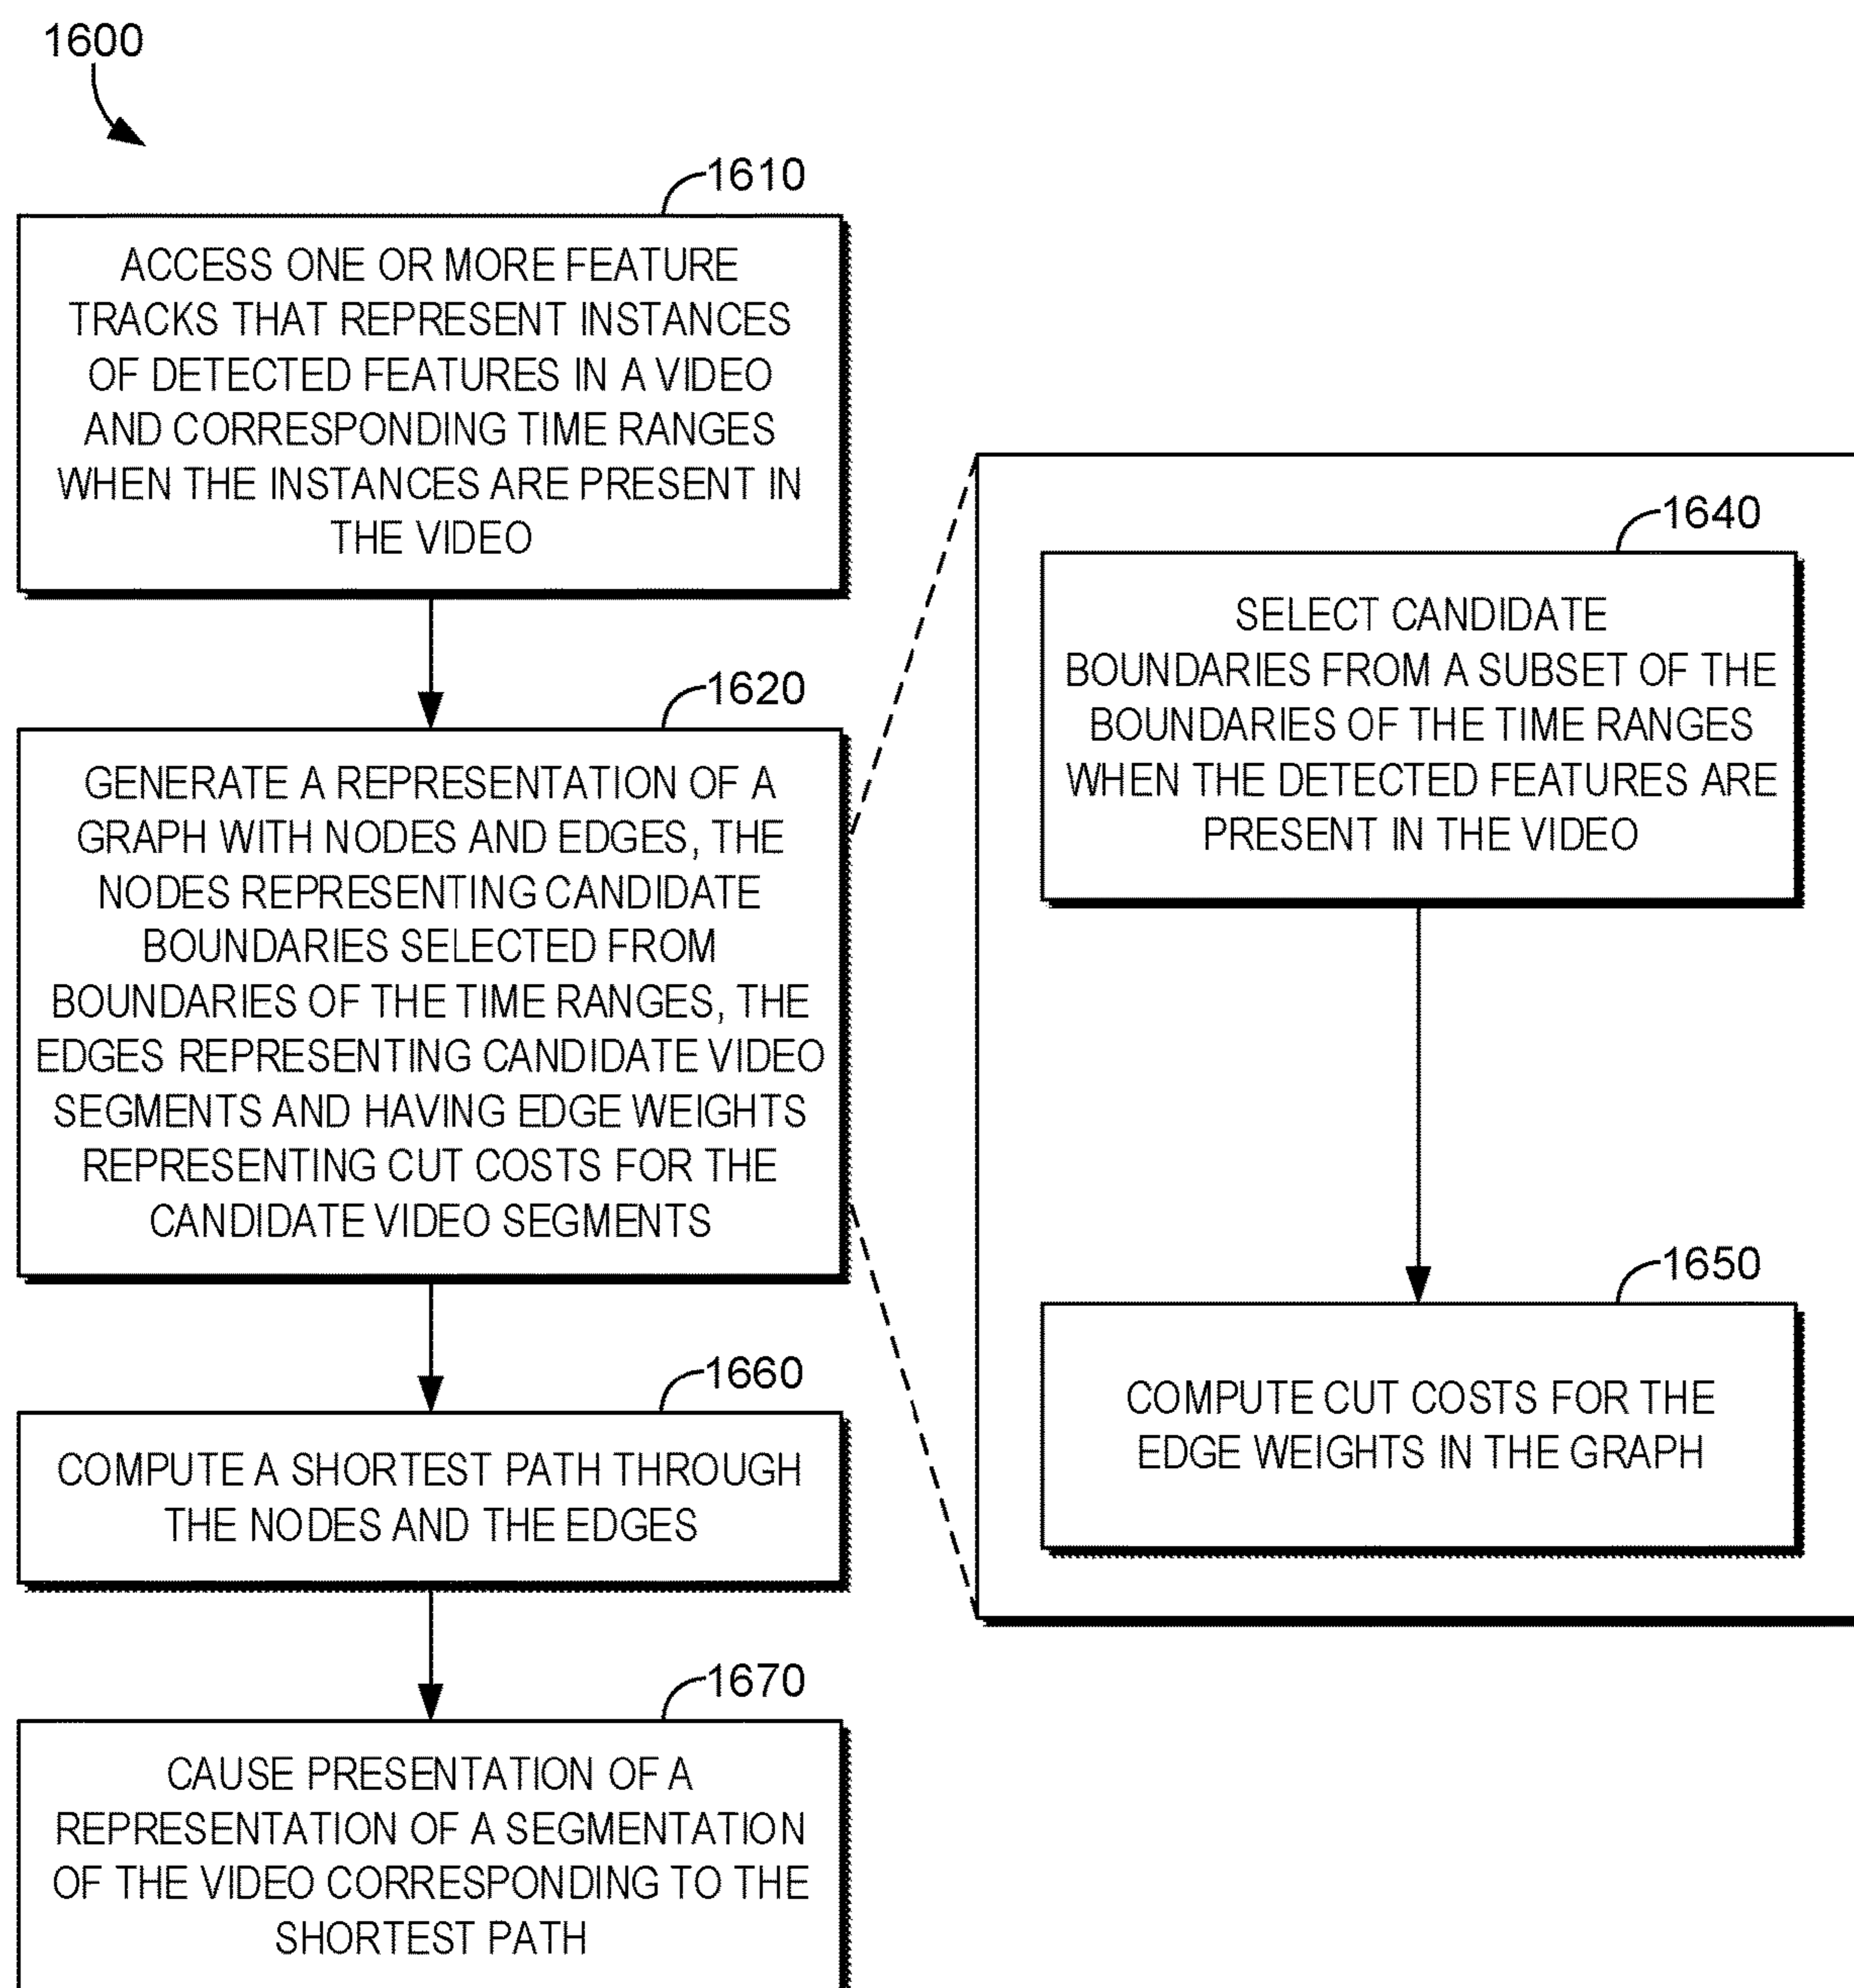 1600
1610
ACCESS ONE OR MORE FEATURE
TRACKS THAT REPRESENT INSTANCES
OF DETECTED FEATURES IN A VIDEO
AND CORRESPONDING TIME RANGES
WHEN THE INSTANCES ARE PRESENT IN
THE VIDEO
1620
GENERATE A REPRESENTATION OF A
GRAPH WITH NODES AND EDGES, THE
NODES REPRESENTING CANDIDATE
BOUNDARIES SELECTED FROM
BOUNDARIES OF THE TIME RANGES, THE
EDGES REPRESENTING CANDIDATE VIDEO
SEGMENTS AND HAVING EDGE WEIGHTS
REPRESENTING CUT COSTS FOR THE
CANDIDATE VIDEO SEGMENTS
1640
SELECT CANDIDATE
BOUNDARIES FROM A SUBSET OF THE
BOUNDARIES OF THE TIME RANGES
WHEN THE DETECTED FEATURES ARE
PRESENT IN THE VIDEO
1650
COMPUTE CUT COSTS FOR THE
EDGE WEIGHTS IN THE GRAPH
1660
COMPUTE A SHORTEST PATH THROUGH
THE NODES AND THE EDGES
1670
CAUSE PRESENTATION OF A
REPRESENTATION OF A SEGMENTATION
OF THE VIDEO CORRESPONDING TO THE
SHORTEST PATH